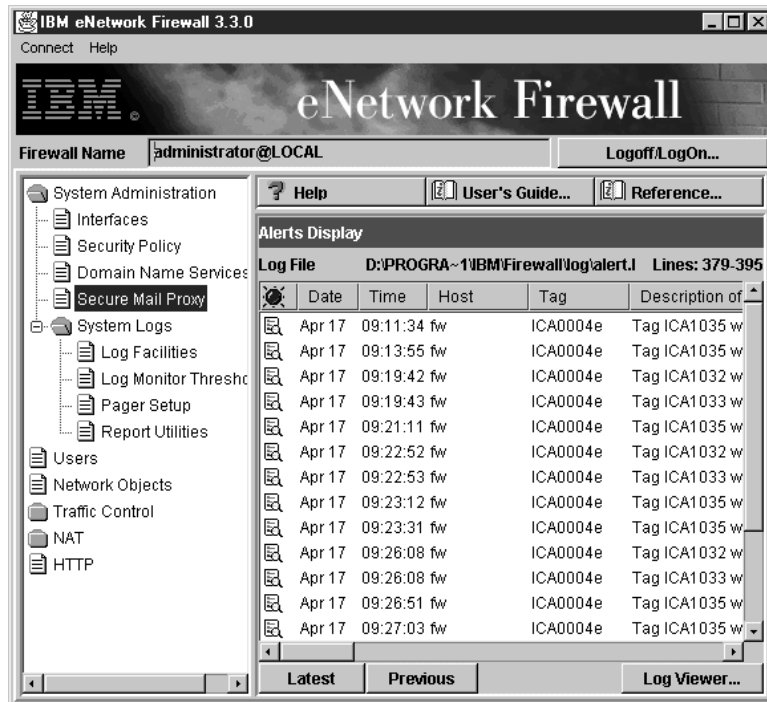 IBM eNetwork Firewall 3.3.0
Connect Help
IBM. eNetwork Firewall
Firewall Name administrator@LOCAL Logoff/LogOn...
System Administration
Interfaces
Security Policy
Domain Name Services
Secure Mail Proxy
System Logs
Log Facilities
Log Monitor Thresho
Pager Setup
Report Utilities
Users
Network Objects
Traffic Control
NAT
HTTP
? Help User's Guide... Reference...
Alerts Display
Log File D:\PROGRA~1\IBM\Firewall\log\alert.l Lines: 379-395
Date Time Host Tag Description of
Apr 17 09:11:34 fw ICA0004e Tag ICA1035 w
Apr 17 09:13:55 fw ICA0004e Tag ICA1035 w
Apr 17 09:19:42 fw ICA0004e Tag ICA1032 w
Apr 17 09:19:43 fw ICA0004e Tag ICA1033 w
Apr 17 09:21:11 fw ICA0004e Tag ICA1035 w
Apr 17 09:22:52 fw ICA0004e Tag ICA1032 w
Apr 17 09:22:53 fw ICA0004e Tag ICA1033 w
Apr 17 09:23:12 fw ICA0004e Tag ICA1035 w
Apr 17 09:23:31 fw ICA0004e Tag ICA1035 w
Apr 17 09:26:08 fw ICA0004e Tag ICA1032 w
Apr 17 09:26:08 fw ICA0004e Tag ICA1033 w
Apr 17 09:26:51 fw ICA0004e Tag ICA1035 w
Apr 17 09:27:03 fw ICA0004e Tag ICA1035 w
Latest Previous Log Viewer...